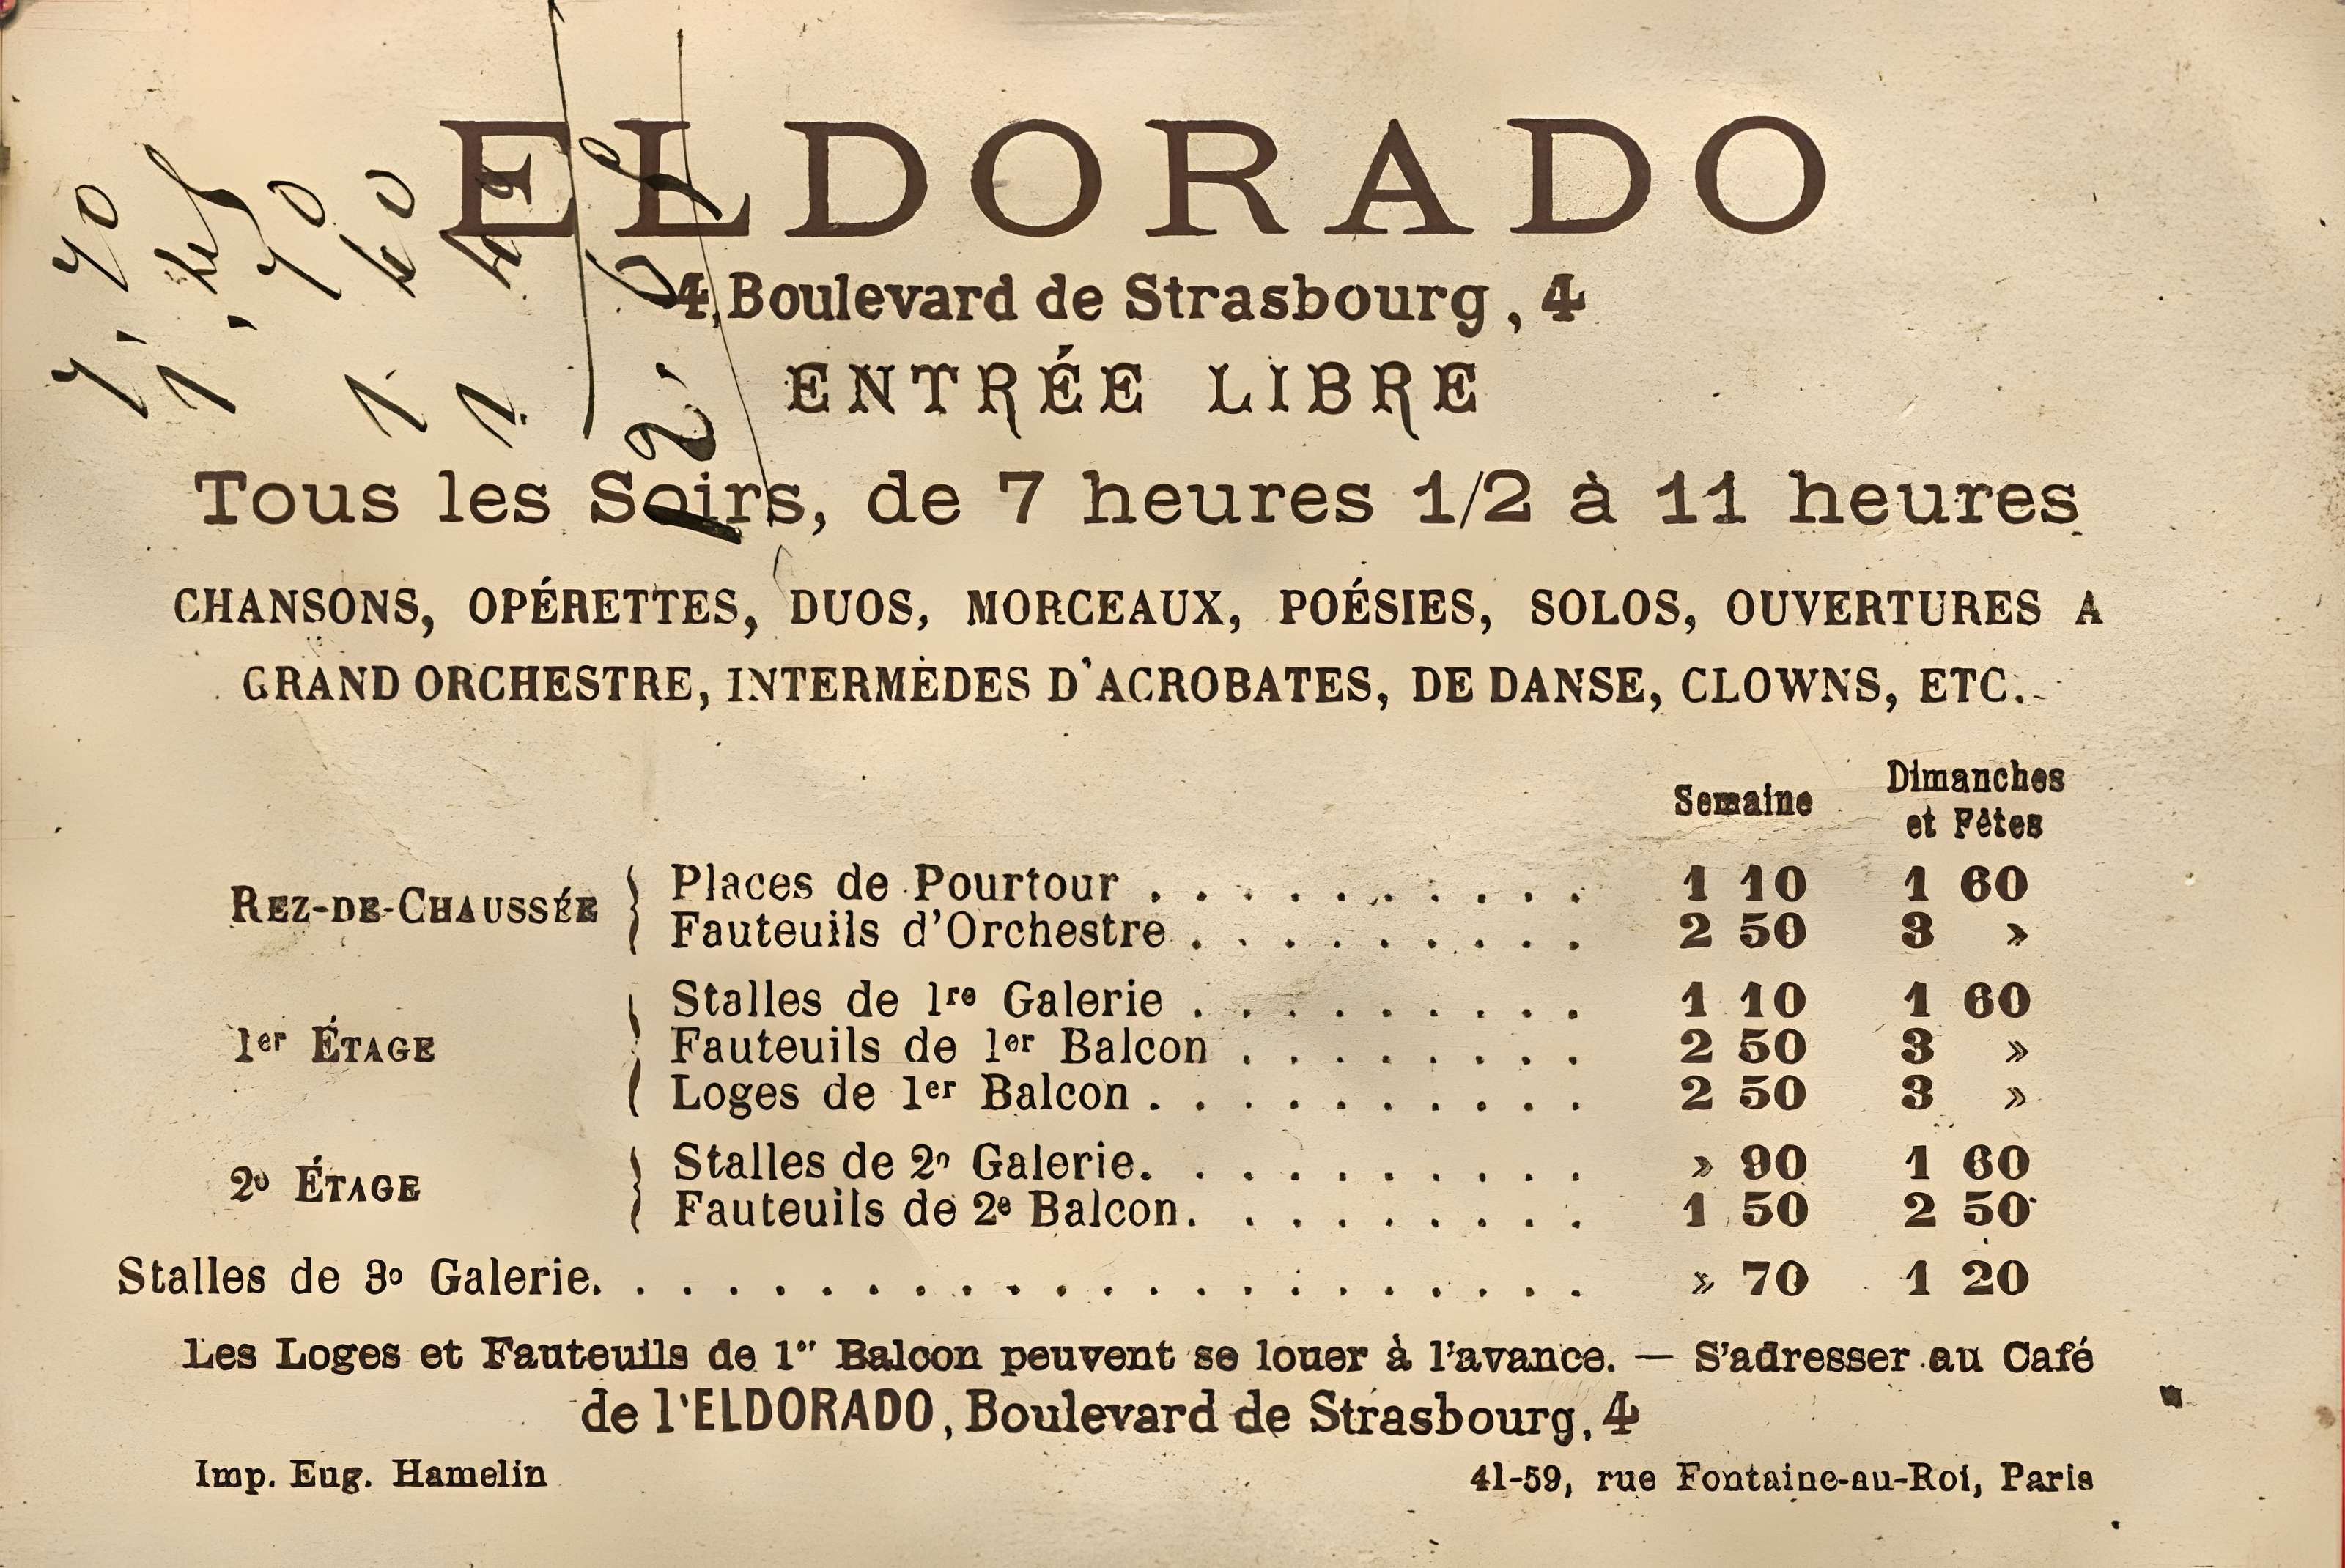 ELDORADO
4, Boulevard de Strasbourg, 4
ENTRÉE LIBRE
Tous les Soirs, de 7 heures 1/2 à 11 heures
CHANSONS, OPÉRETTES, DUOS, MORCEAUX, POÉSIES, SOLOS, OUVERTURES A
GRAND ORCHESTRE, INTERMÈDES D'ACROBATES, DE DANSE, CLOWNS, ETC.
Semaine Dimanches et Fêtes
REZ-DE-CHAUSSÉE
Places de Pourtour . . . . . . . . . . 1 10 1 60
Fauteuils d'Orchestre . . . . . . . . . 2 50 3 »
1er ÉTAGE
Stalles de 1re Galerie . . . . . . . . . 1 10 1 60
Fauteuils de 1er Balcon . . . . . . . . 2 50 3 »
Loges de 1er Balcon . . . . . . . . . . 2 50 3 »
2e ÉTAGE
Stalles de 2e Galerie. . . . . . . . . . » 90 1 60
Fauteuils de 2e Balcon. . . . . . . . . 1 50 2 50
Stalles de 3e Galerie. . . . . . . . . . . . . . . . . » 70 1 20
Les Loges et Fauteuils de 1er Balcon peuvent se louer à l'avance. — S'adresser au Café
de l'ELDORADO, Boulevard de Strasbourg, 4
Imp. Eug. Hamelin 41-59, rue Fontaine-au-Roi, Paris